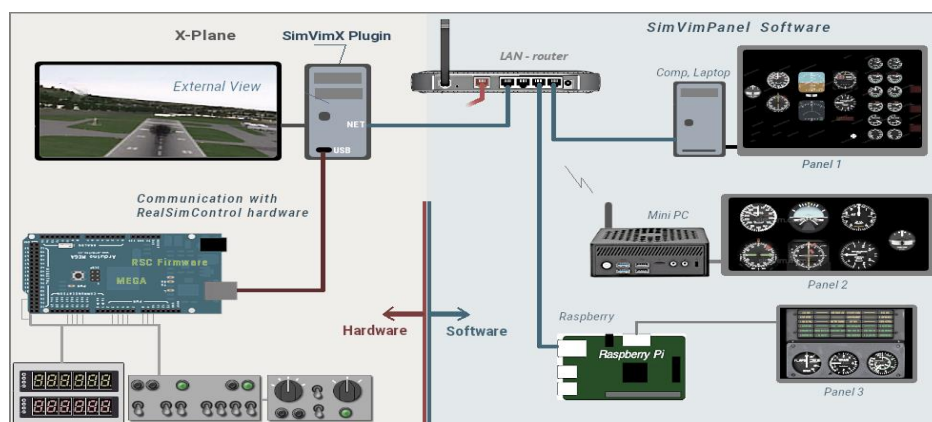 X-Plane
SimVimX Plugin
SimVimPanel Software
LAN - router
Comp, Laptop
External View
NET
USB
Panel 1
Communication with
RealSimControl hardware
Mini PC
RSC Firmware
MEGA
Panel 2
Hardware
Software
Raspberry
Raspberry Pi
Panel 3